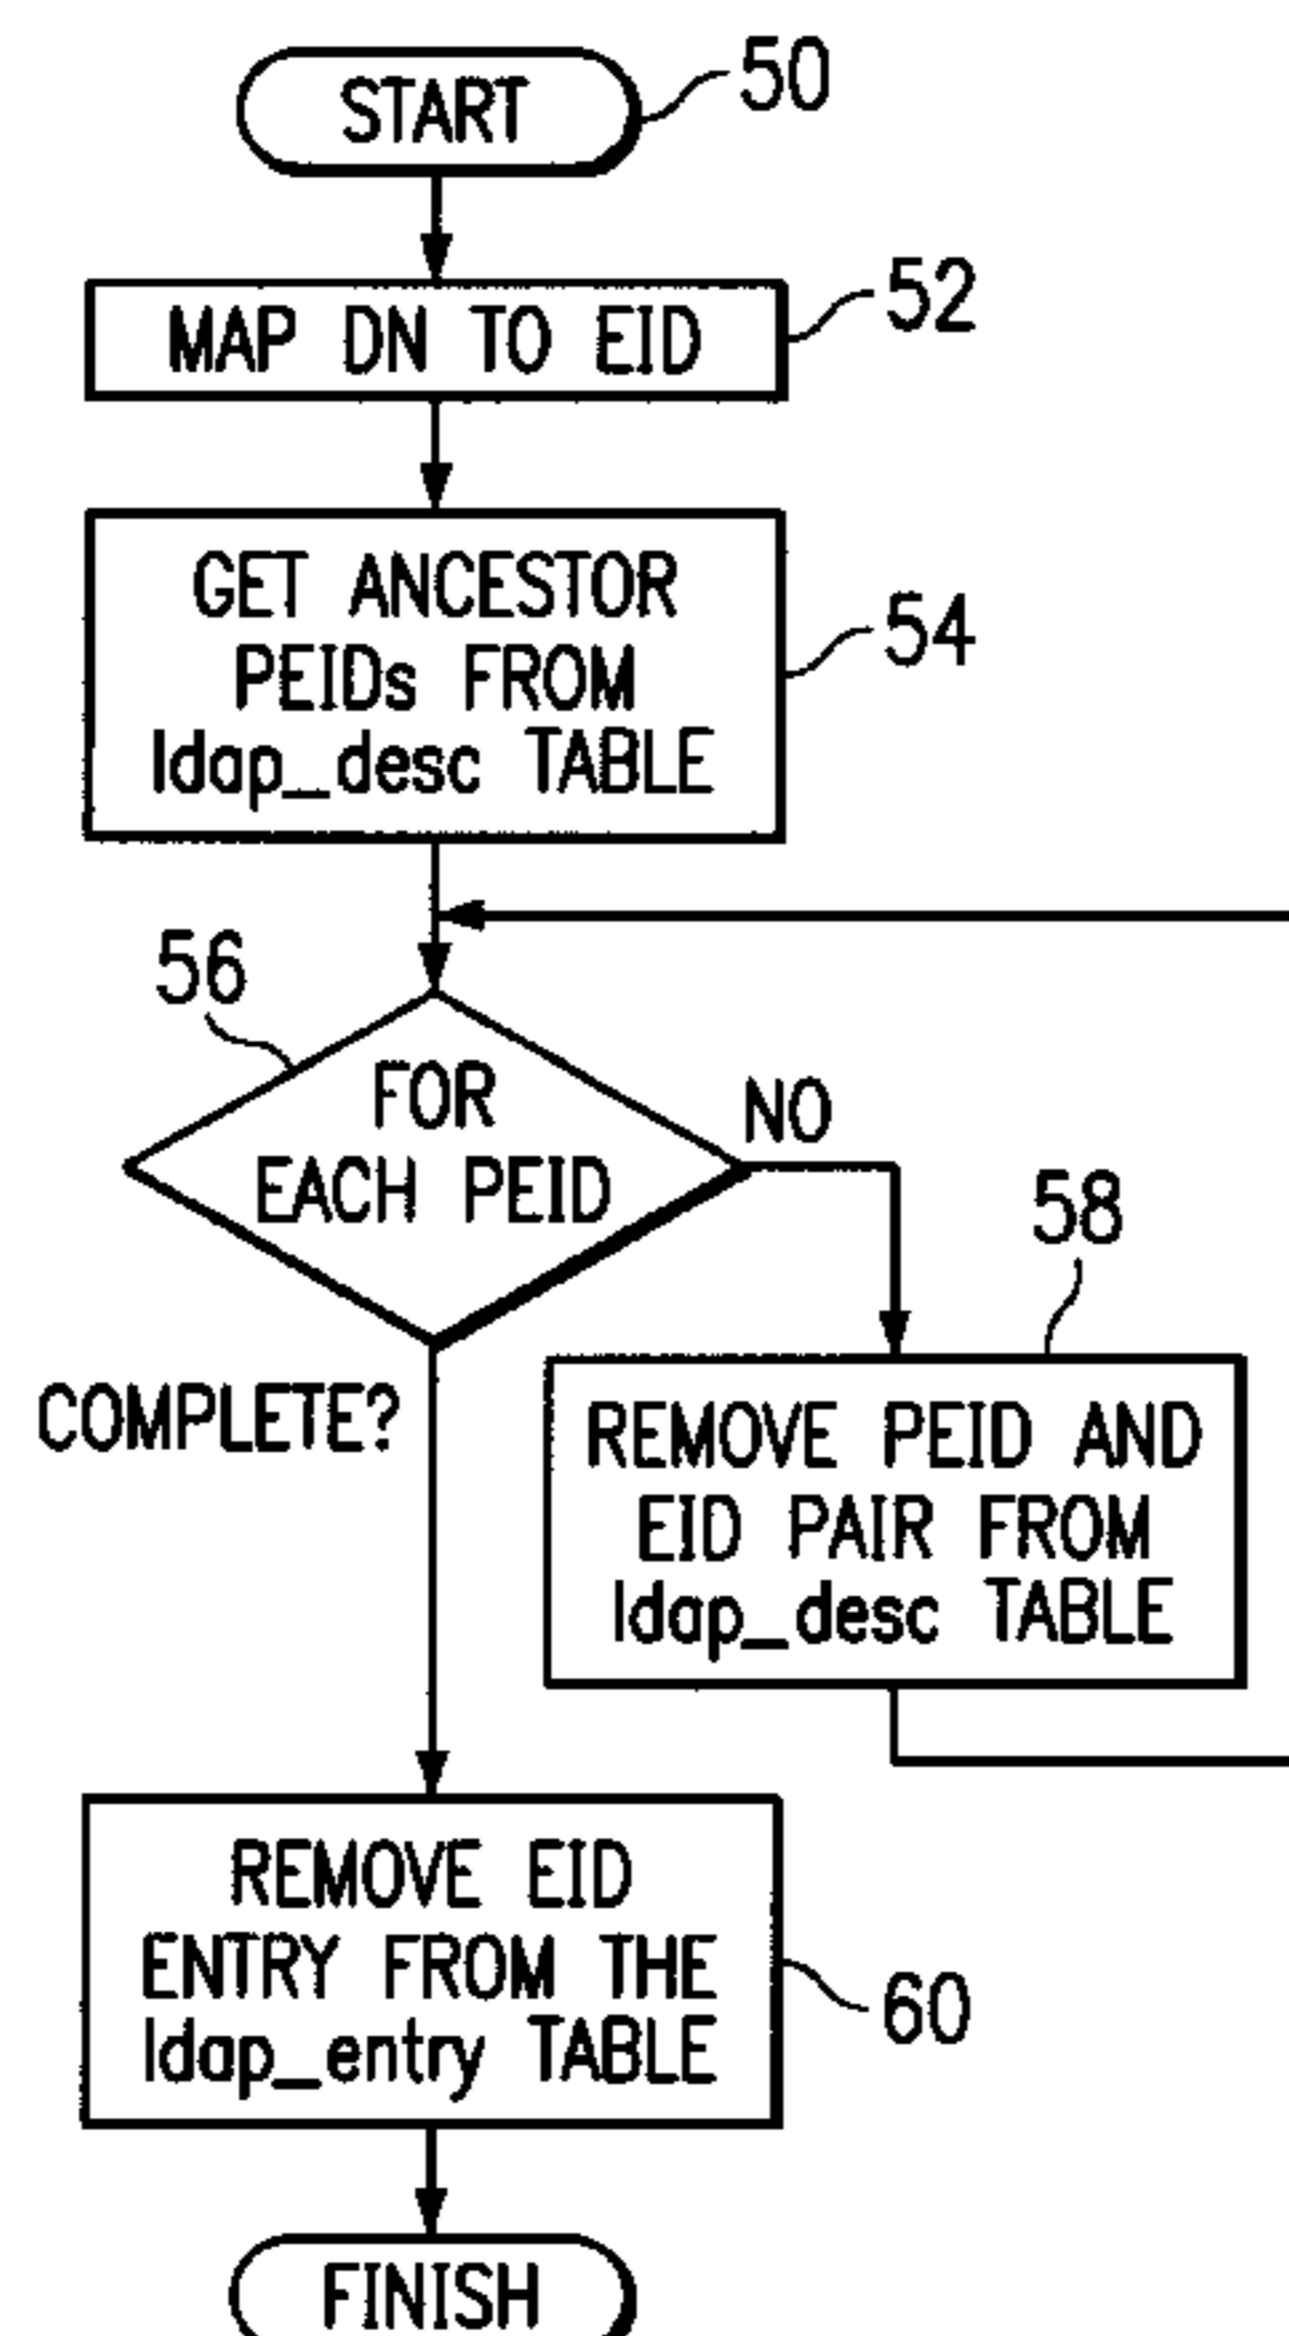 START
50
MAP DN TO EID
52
GET ANCESTOR
PEIDs FROM
ldap_desc TABLE
54
56
FOR
EACH PEID
NO
58
COMPLETE?
REMOVE PEID AND
EID PAIR FROM
ldap_desc TABLE
REMOVE EID
ENTRY FROM THE
ldap_entry TABLE
60
FINISH